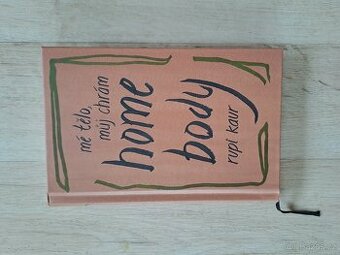 mé tělo,
můj chrám
home
body
rupi kaur